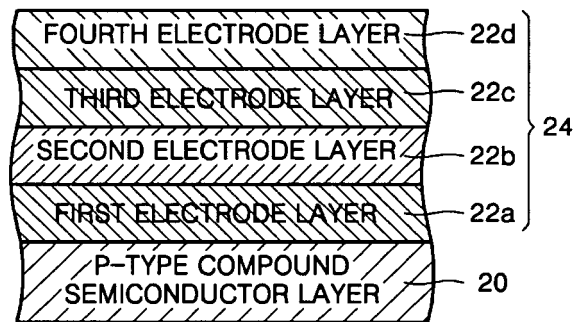 FOURTH ELECTRODE LAYER 22d
THIRD ELECTRODE LAYER 22c
24
SECOND ELECTRODE LAYER 22b
FIRST ELECTRODE LAYER 22a
P-TYPE COMPOUND
SEMICONDUCTOR LAYER 20